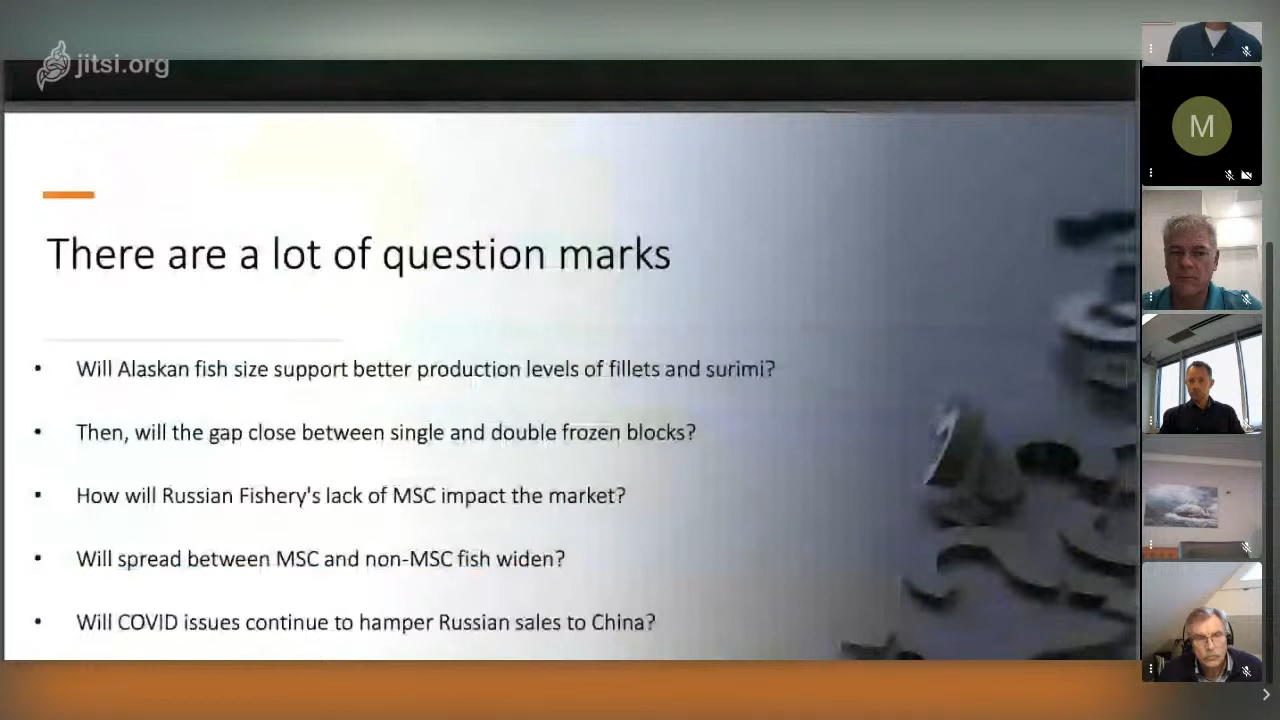 jitsi.org
M
There are a lot of question marks
• Will Alaskan fish size support better production levels of fillets and surimi?
• Then, will the gap close between single and double frozen blocks?
• How will Russian Fishery's lack of MSC impact the market?
• Will spread between MSC and non-MSC fish widen?
• Will COVID issues continue to hamper Russian sales to China?